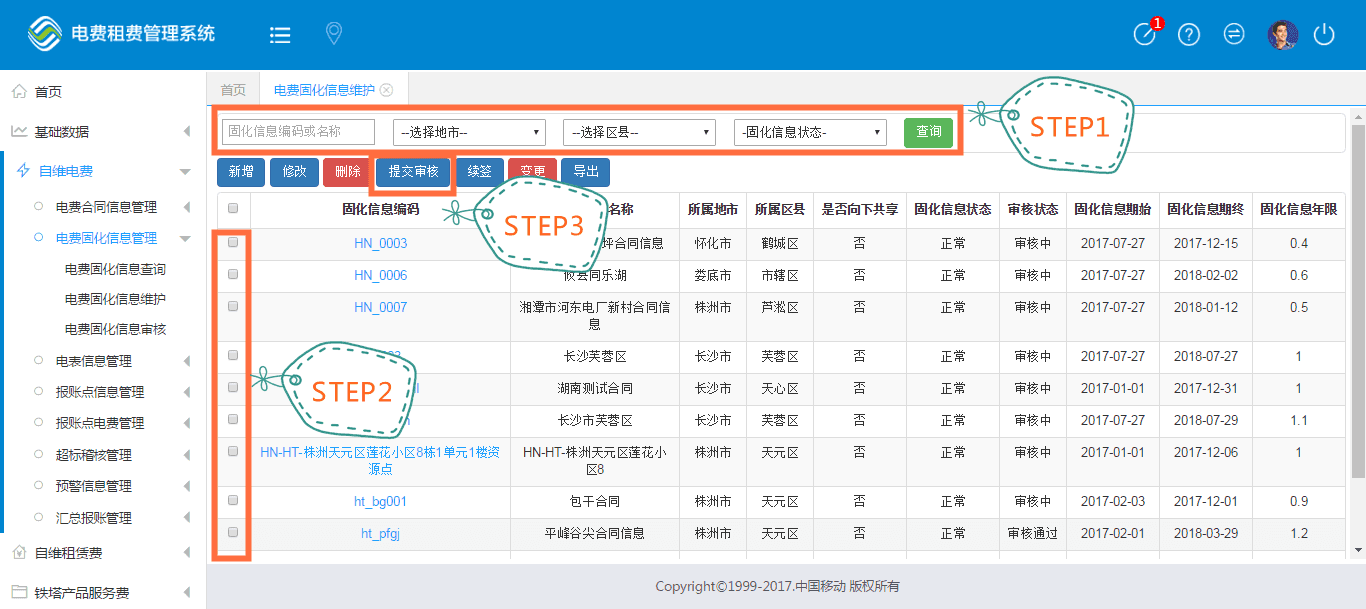 电费租费管理系统
1
首页
基础数据
自维电费
电费合同信息管理
电费固化信息管理
电费固化信息查询
电费固化信息维护
电费固化信息审核
电表信息管理
报账点信息管理
报账点电费管理
超标稽核管理
预警信息管理
汇总报账管理
自维租赁费
铁塔产品服务费
首页 电费固化信息维护
固化信息编码或名称 --选择地市-- --选择区县-- -固化信息状态- 查询
STEP1
新增 修改 删除 提交审核 续签 变更 导出
STEP3
固化信息编码 名称 所属地市 所属区县 是否向下共享 固化信息状态 审核状态 固化信息期始 固化信息期终 固化信息年限
HN_0003 坪合同信息 怀化市 鹤城区 否 正常 审核中 2017-07-27 2017-12-15 0.4
HN_0006 攸县同乐湖 娄底市 市辖区 否 正常 审核中 2017-07-27 2018-02-02 0.6
HN_0007 湘潭市河东电厂新村合同信 株洲市 芦淞区 否 正常 审核中 2017-07-27 2018-01-12 0.5
息
长沙芙蓉区 长沙市 芙蓉区 否 正常 审核中 2017-07-27 2018-07-27 1
STEP2
湖南测试合同 长沙市 天心区 否 正常 审核中 2017-01-01 2017-12-31 1
长沙市芙蓉区 长沙市 芙蓉区 否 正常 审核中 2017-07-27 2018-07-29 1.1
HN-HT-株洲天元区莲花小区8栋1单元1楼资 HN-HT-株洲天元区莲花小 株洲市 天元区 否 正常 审核中 2017-01-01 2017-12-06 1
源点 区8
ht_bg001 包干合同 株洲市 天元区 否 正常 审核中 2017-02-03 2017-12-01 0.9
ht_pfgj 平峰谷尖合同信息 株洲市 天元区 否 正常 审核通过 2017-02-01 2018-03-29 1.2
Copyright©1999-2017.中国移动 版权所有